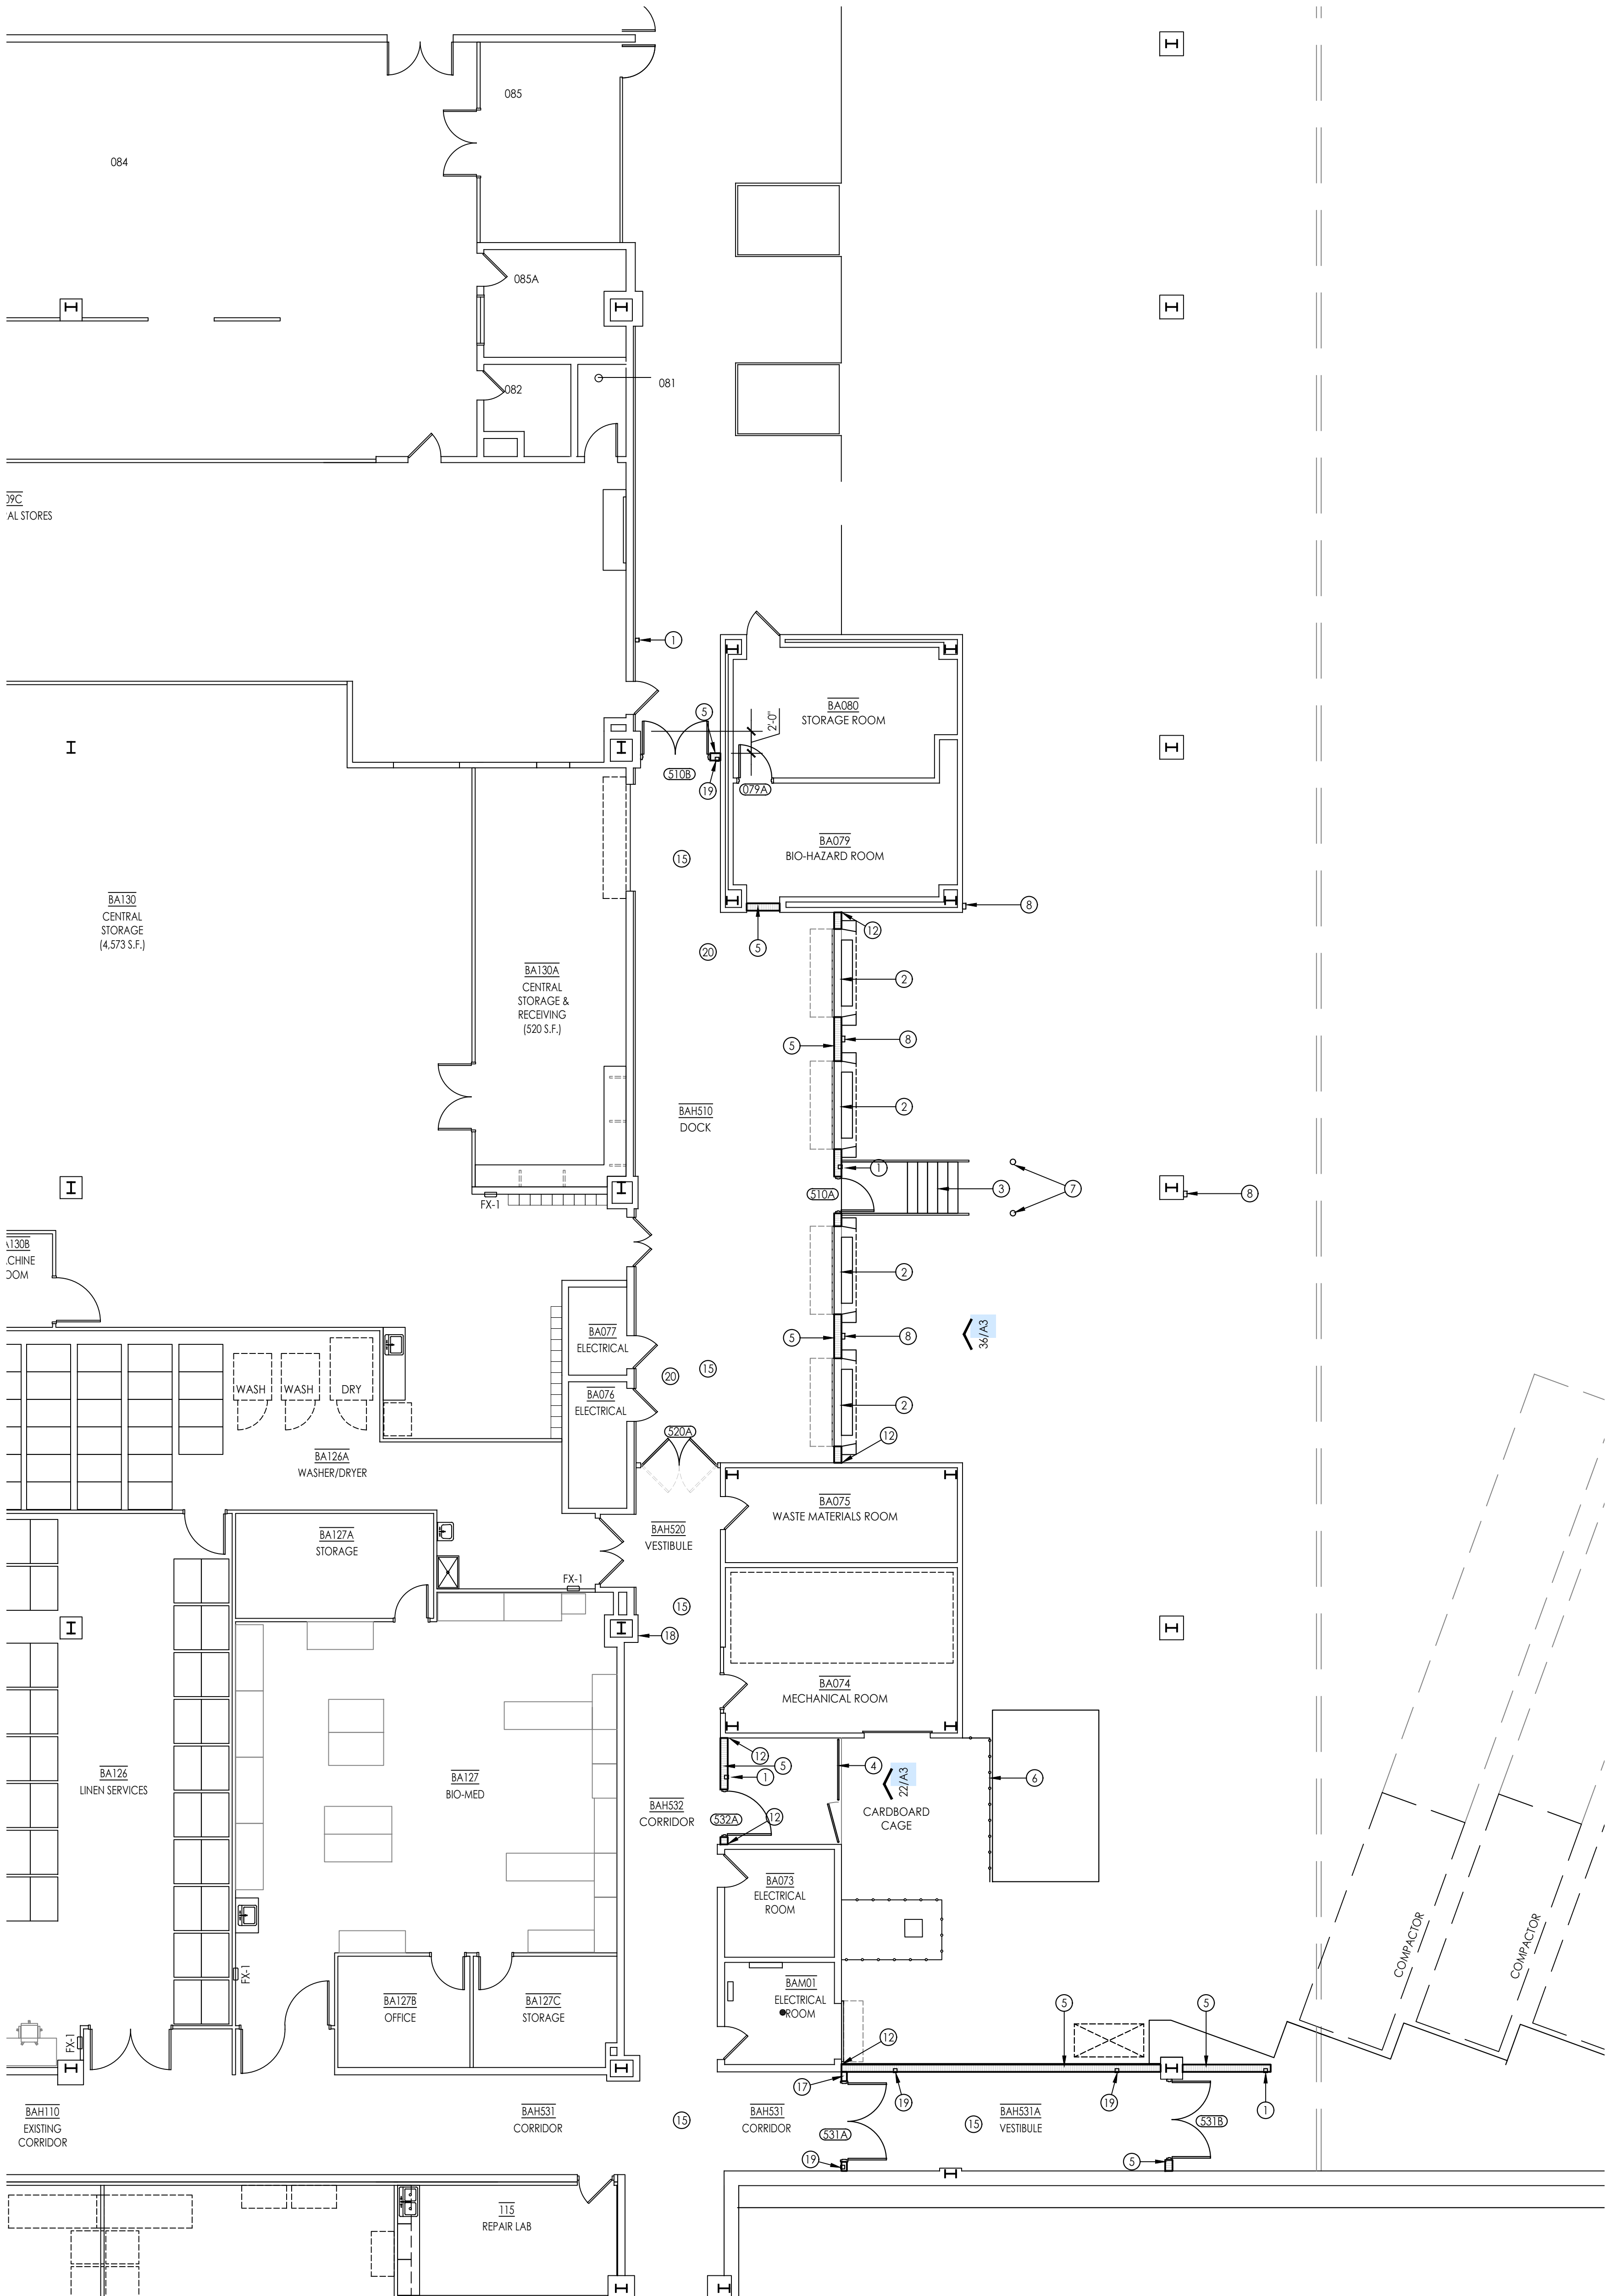 085
084
085A
082
081
09C
AL STORES
1
BA080
STORAGE ROOM
5
2'-0"
510B
19
079A
BA079
BIO-HAZARD ROOM
15
BA130
CENTRAL
STORAGE
(4,573 S.F.)
8
12
5
20
BA130A
CENTRAL
STORAGE &
RECEIVING
(520 S.F.)
2
8
5
2
BAH510
DOCK
1
510A
3
7
8
FX-1
A130B
CHINE
OOM
2
BA077
ELECTRICAL
5
8
36/A3
20
15
BA076
ELECTRICAL
WASH
WASH
DRY
2
520A
12
BA126A
WASHER/DRYER
BA075
WASTE MATERIALS ROOM
BA127A
STORAGE
BAH520
VESTIBULE
FX-1
15
18
BA074
MECHANICAL ROOM
12
5
4
1
22/A3
6
BA126
LINEN SERVICES
BA127
BIO-MED
BAH532
CORRIDOR
532A
12
CARDBOARD
CAGE
BA073
ELECTRICAL
ROOM
COMPACTOR
COMPACTOR
FX-1
BA127B
OFFICE
BA127C
STORAGE
BAM01
ELECTRICAL
ROOM
5
5
12
FX-1
17
19
19
1
BAH110
EXISTING
CORRIDOR
BAH531
CORRIDOR
15
BAH531
CORRIDOR
531A
15
BAH531A
VESTIBULE
531B
19
5
115
REPAIR LAB